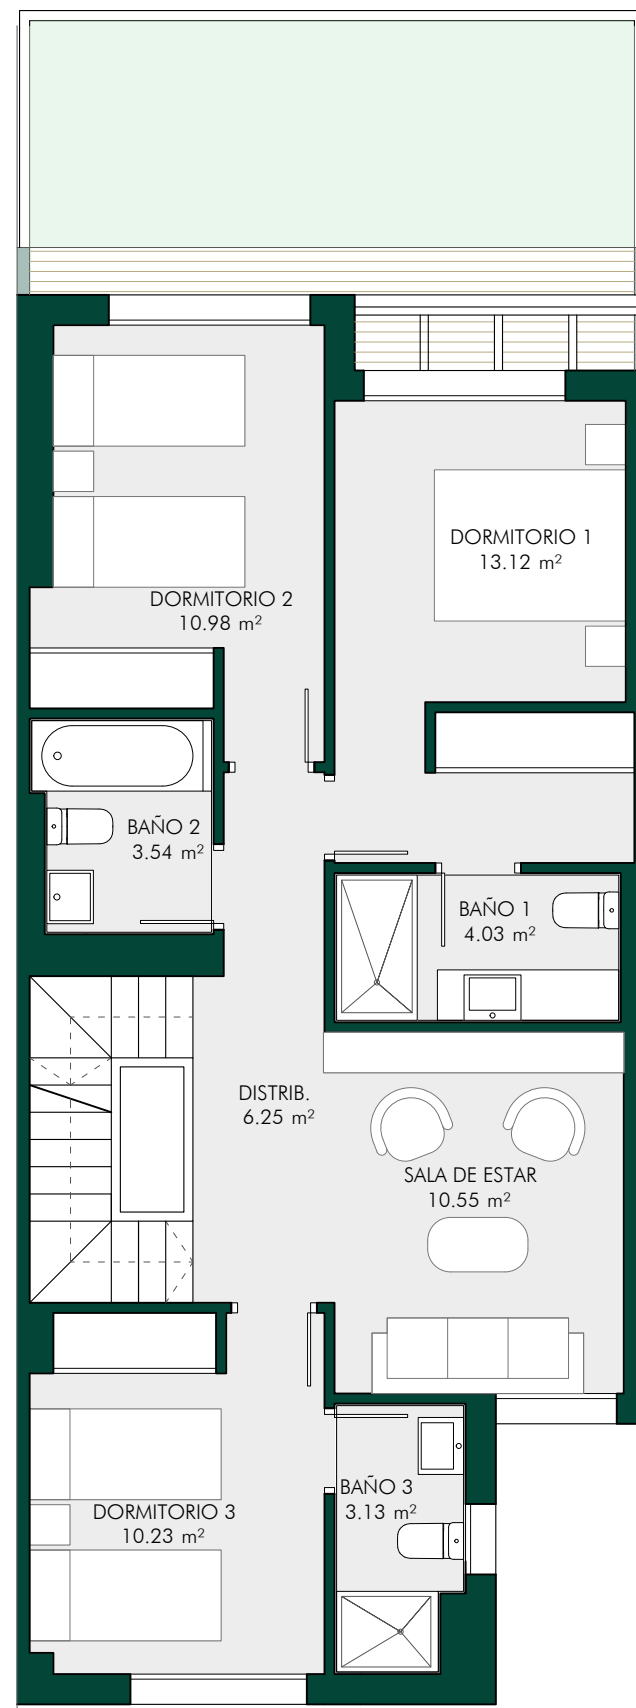 DORMITORIO 1
13.12 m²
DORMITORIO 2
10.98 m²
BAÑO 2
3.54 m²
BAÑO 1
4.03 m²
DISTRIB.
6.25 m²
SALA DE ESTAR
10.55 m²
BAÑO 3
3.13 m²
DORMITORIO 3
10.23 m²